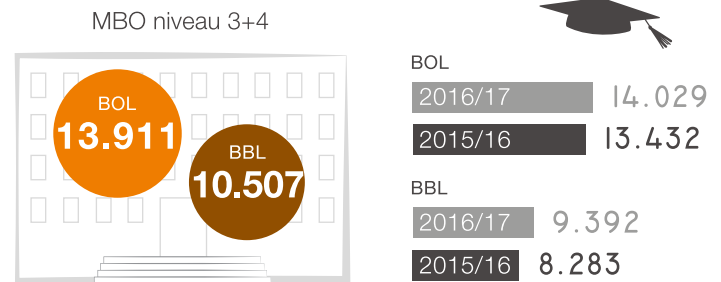 MBO niveau 3+4
BOL
13.911
BBL
10.507
BOL
2016/17 14.029
2015/16 13.432
BBL
2016/17 9.392
2015/16 8.283